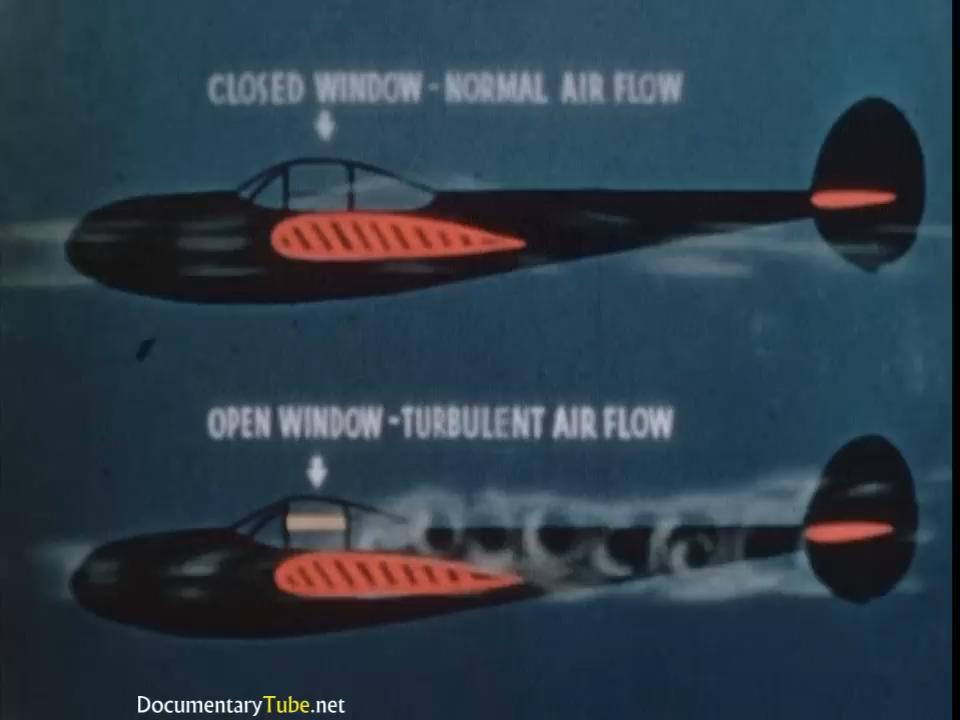 CLOSED WINDOW - NORMAL AIR FLOW
OPEN WINDOW - TURBULENT AIR FLOW
DocumentaryTube.net